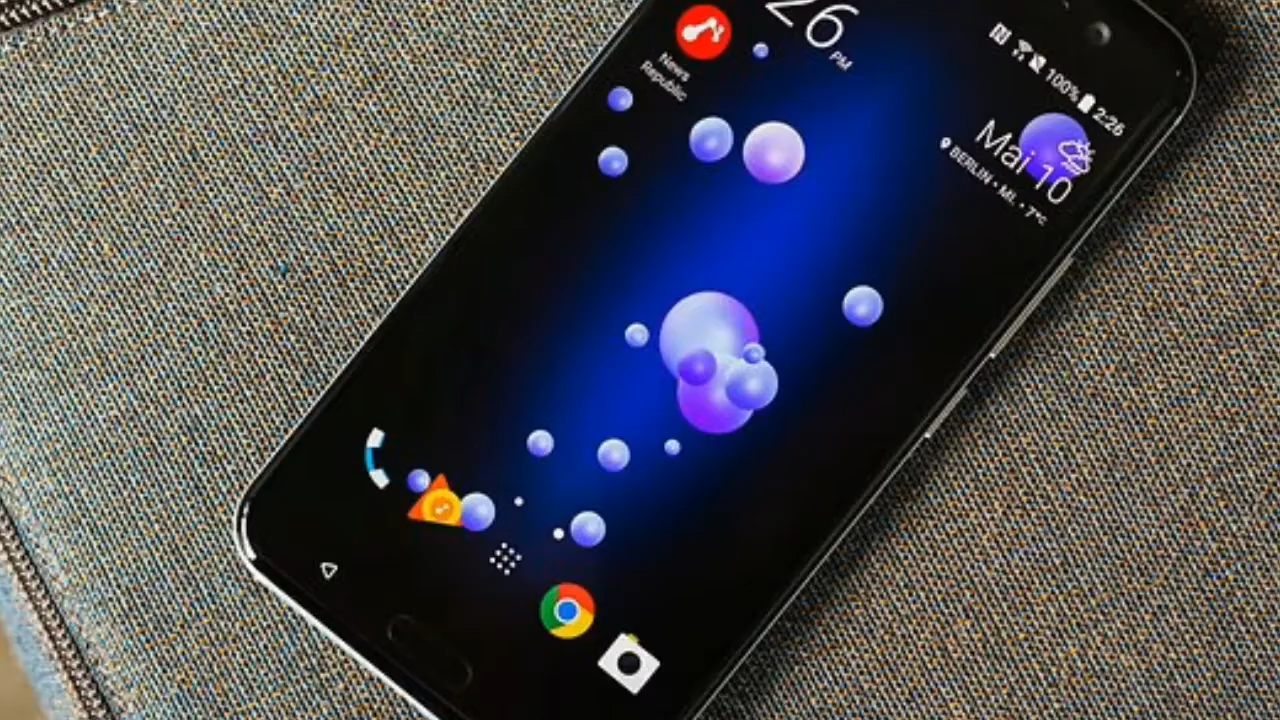 100% 2:26
26
PM
News
Republic
Mai 10
BERLIN • MI., • 7°C